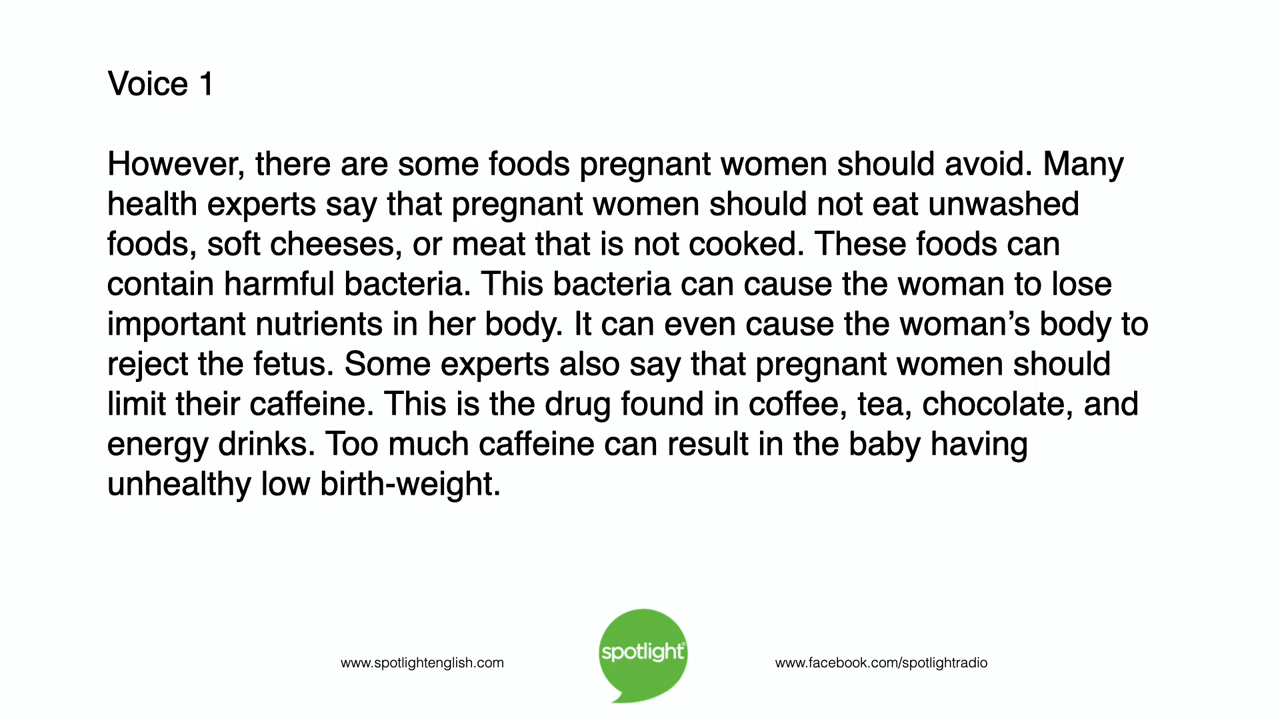 Voice 1
However, there are some foods pregnant women should avoid. Many
health experts say that pregnant women should not eat unwashed
foods, soft cheeses, or meat that is not cooked. These foods can
contain harmful bacteria. This bacteria can cause the woman to lose
important nutrients in her body. It can even cause the woman’s body to
reject the fetus. Some experts also say that pregnant women should
limit their caffeine. This is the drug found in coffee, tea, chocolate, and
energy drinks. Too much caffeine can result in the baby having
unhealthy low birth-weight.
www.spotlightenglish.com
spotlight
www.facebook.com/spotlightradio